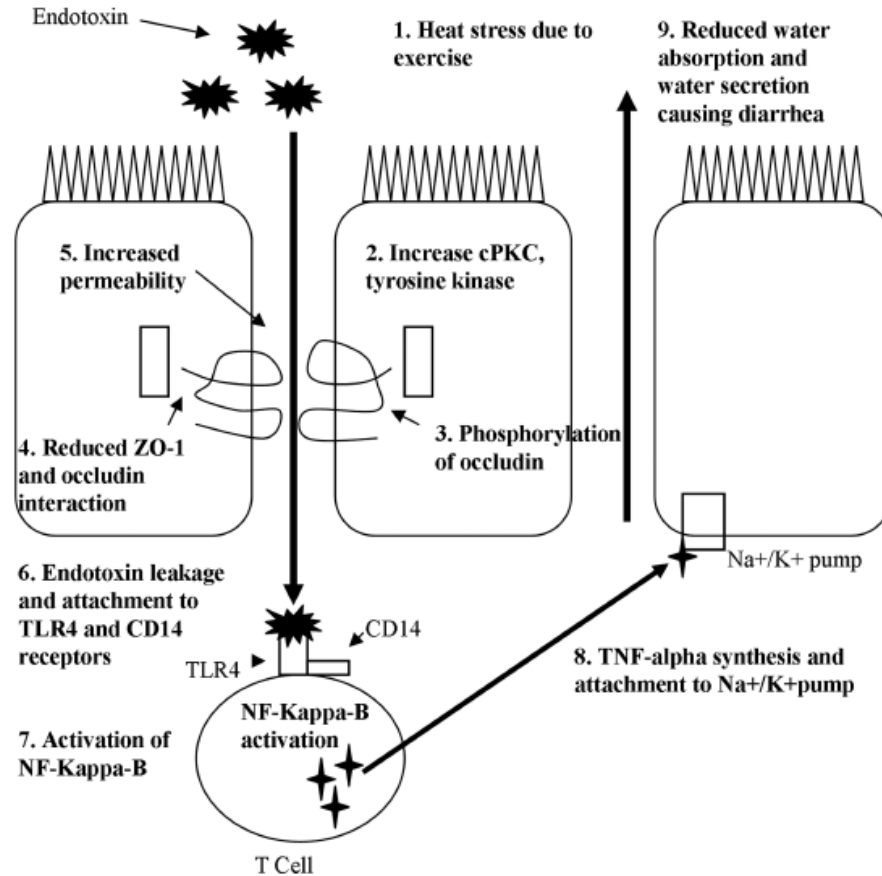 Endotoxin
1. Heat stress due to
exercise
9. Reduced water
absorption and
water secretion
causing diarrhea
5. Increased
permeability
2. Increase cPKC,
tyrosine kinase
4. Reduced ZO-1
and occludin
interaction
3. Phosphorylation
of occludin
6. Endotoxin leakage
and attachment to
TLR4 and CD14
receptors
Na+/K+ pump
CD14
TLR4
8. TNF-alpha synthesis and
attachment to Na+/K+pump
7. Activation of
NF-Kappa-B
NF-Kappa-B
activation
T Cell